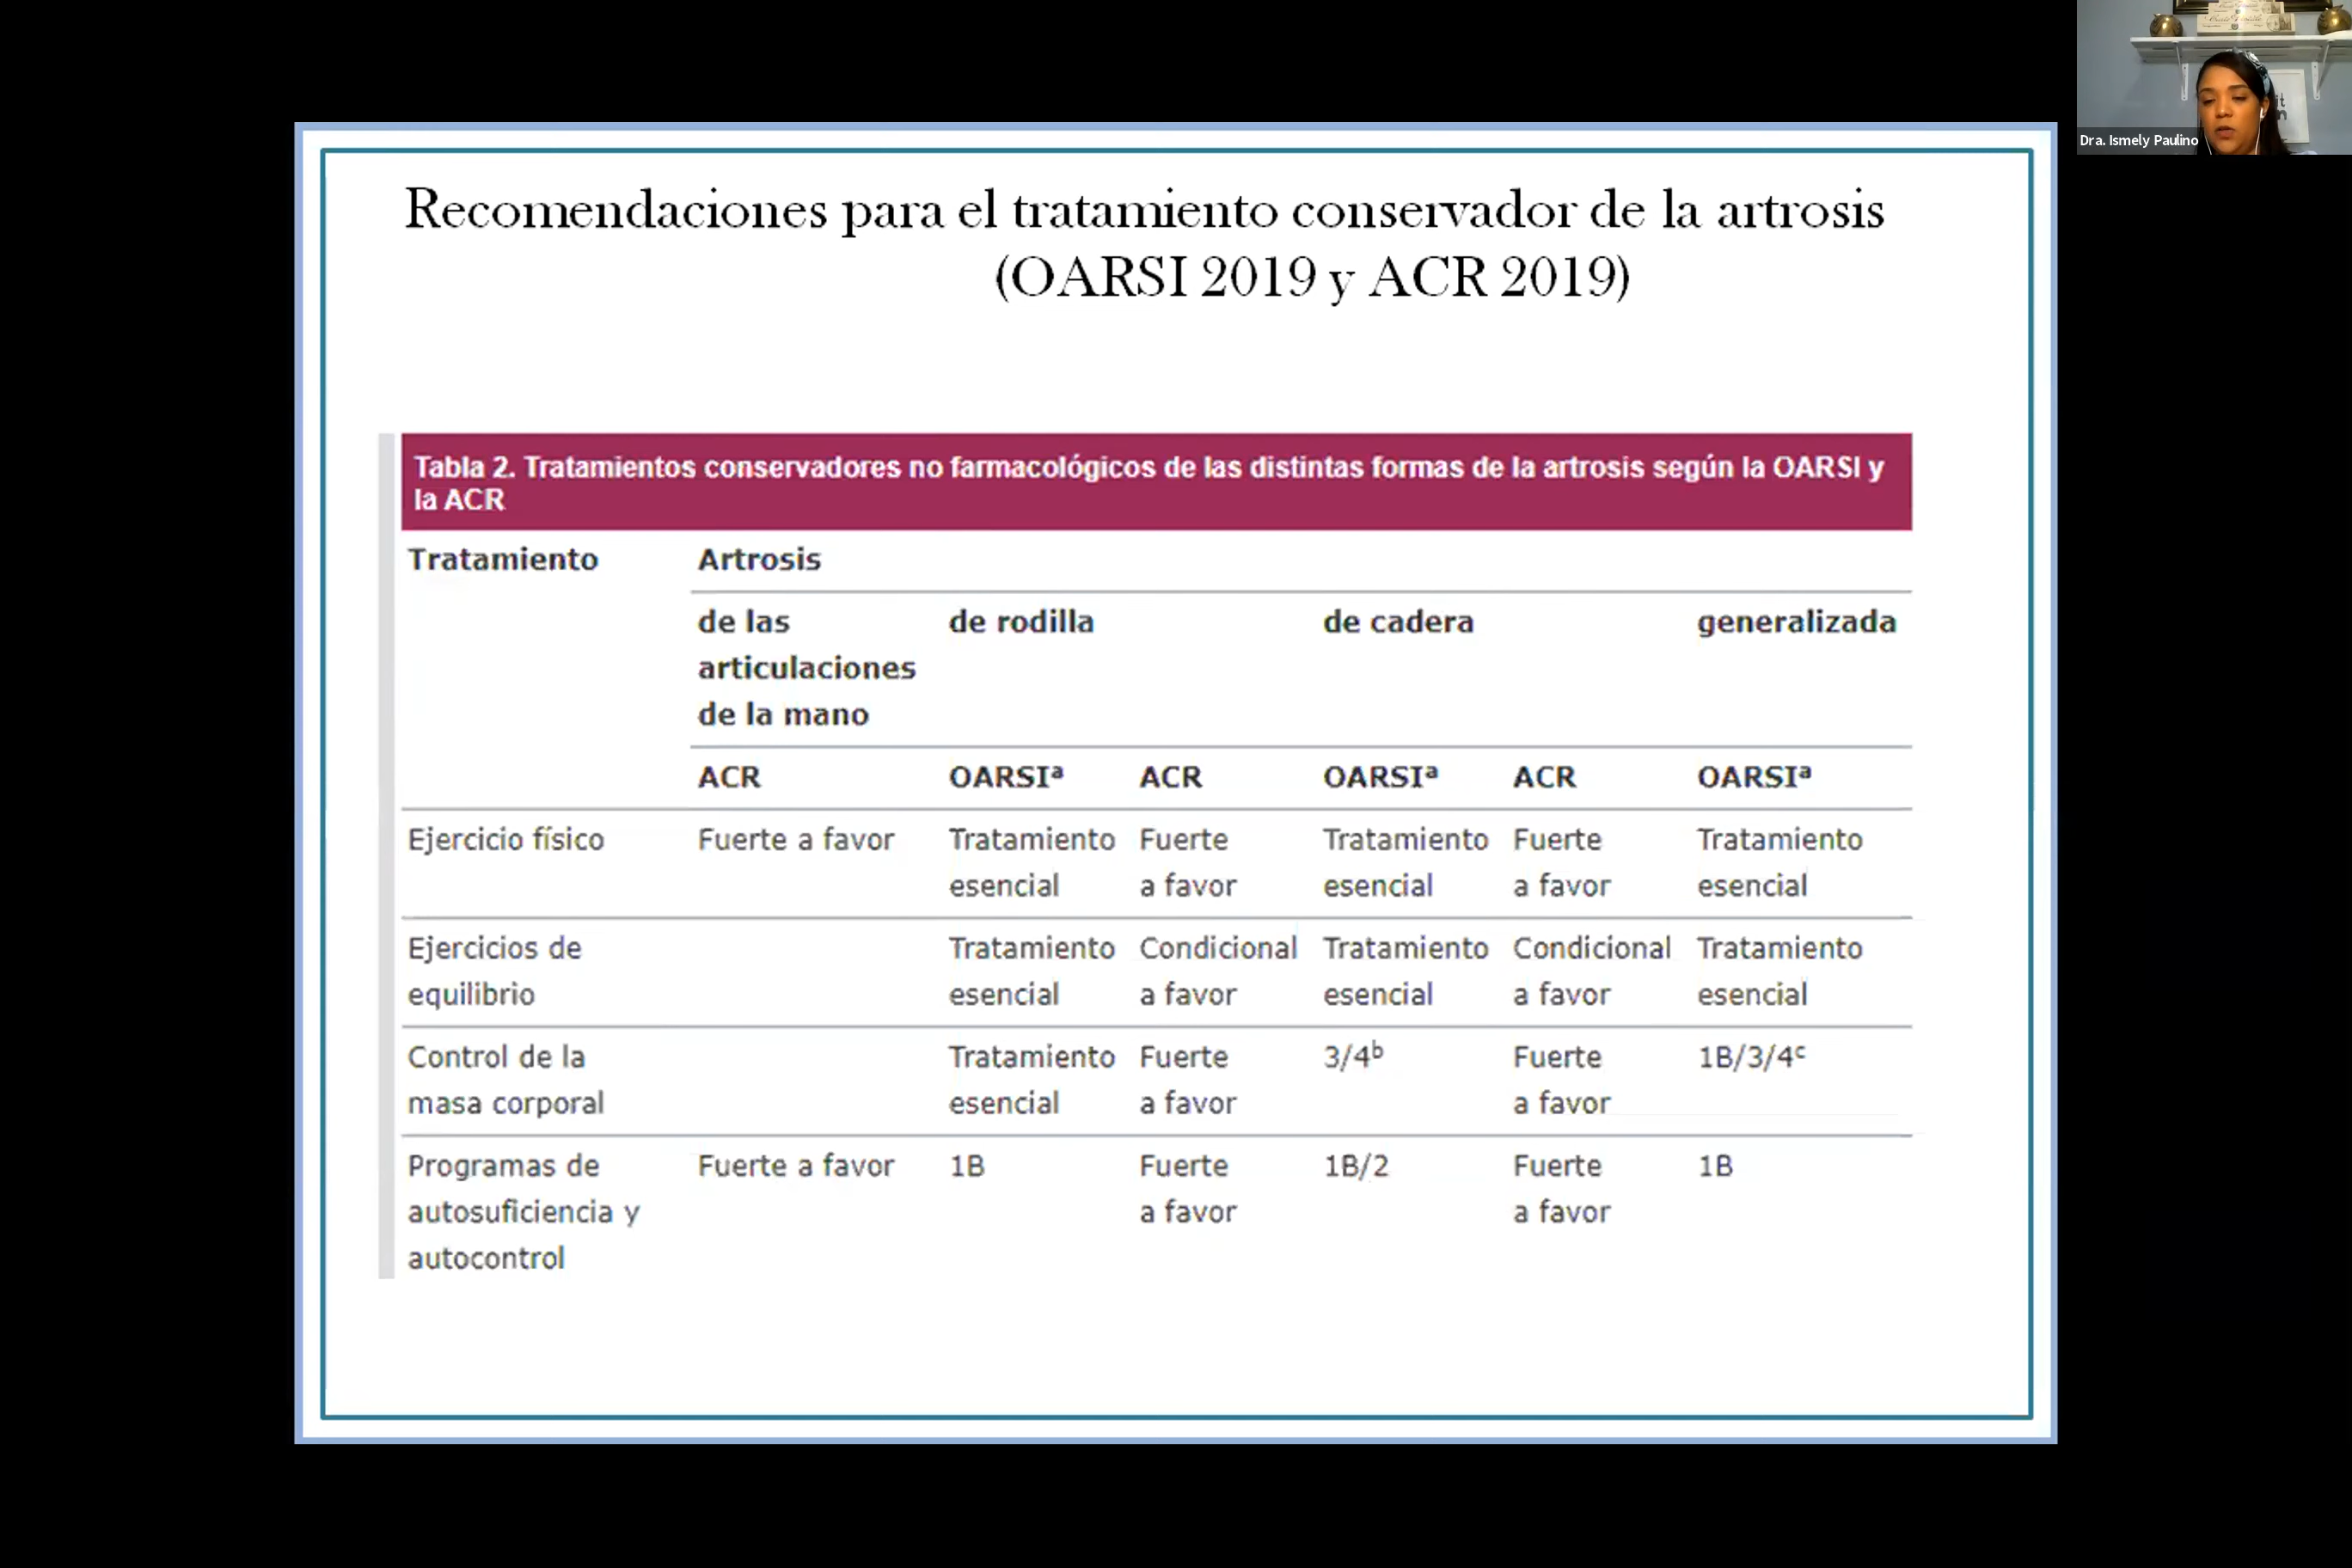 Dra. Ismely Paulino
Recomendaciones para el tratamiento conservador de la artrosis
(OARSI 2019 y ACR 2019)
Tabla 2. Tratamientos conservadores no farmacológicos de las distintas formas de la artrosis según la OARSI y
la ACR
Tratamiento Artrosis
de las de rodilla de cadera generalizada
articulaciones
de la mano
ACR OARSIª ACR OARSIª ACR OARSIª
Ejercicio físico Fuerte a favor Tratamiento Fuerte Tratamiento Fuerte Tratamiento
esencial a favor esencial a favor esencial
Ejercicios de Tratamiento Condicional Tratamiento Condicional Tratamiento
equilibrio esencial a favor esencial a favor esencial
Control de la Tratamiento Fuerte 3/4ᵇ Fuerte 1B/3/4ᶜ
masa corporal esencial a favor a favor
Programas de Fuerte a favor 1B Fuerte 1B/2 Fuerte 1B
autosuficiencia y a favor a favor
autocontrol